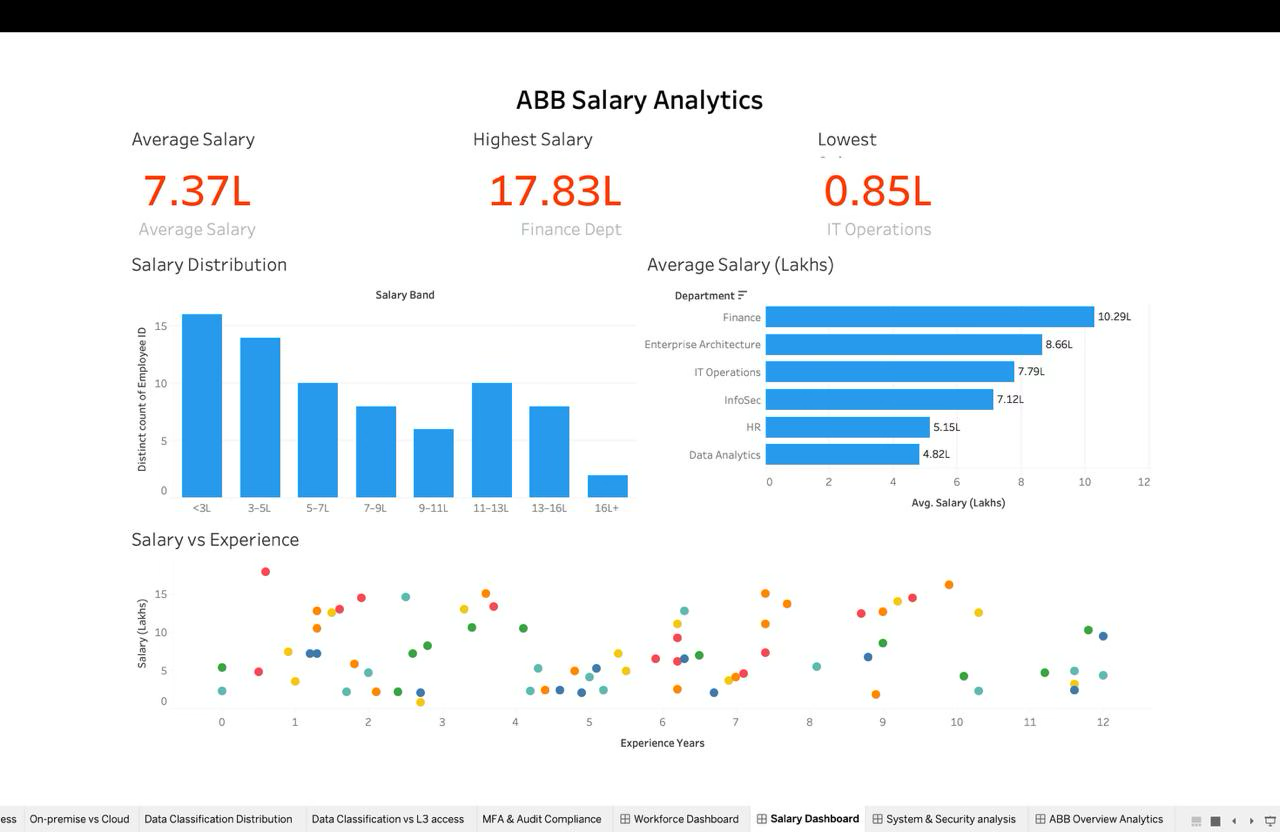 ABB Salary Analytics
Average Salary
Highest Salary
Lowest
7.37L
17.83L
0.85L
Average Salary
Finance Dept
IT Operations
Salary Distribution
Average Salary (Lakhs)
Salary Band
Distinct count of Employee ID
15
10
5
0
<3L 3–5L 5–7L 7–9L 9–11L 11–13L 13–16L 16L+
Department
Finance 10.29L
Enterprise Architecture 8.66L
IT Operations 7.79L
InfoSec 7.12L
HR 5.15L
Data Analytics 4.82L
0 2 4 6 8 10 12
Avg. Salary (Lakhs)
Salary vs Experience
Salary (Lakhs)
15
10
5
0
0 1 2 3 4 5 6 7 8 9 10 11 12
Experience Years
ess On-premise vs Cloud Data Classification Distribution Data Classification vs L3 access MFA & Audit Compliance Workforce Dashboard Salary Dashboard System & Security analysis ABB Overview Analytics